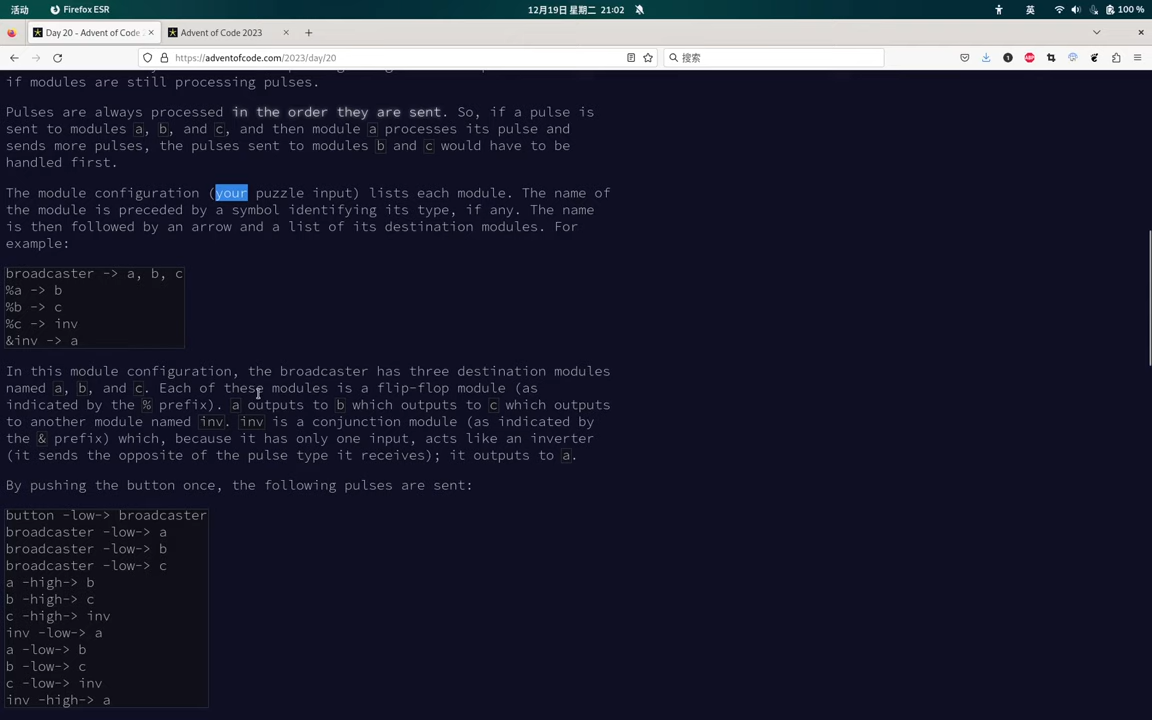 活动
Firefox ESR
12月19日 星期二 21:02
英
100 %
Day 20 - Advent of Code
Advent of Code 2023
https://adventofcode.com/2023/day/20
搜索
if modules are still processing pulses.
Pulses are always processed in the order they are sent. So, if a pulse is
sent to modules a, b, and c, and then module a processes its pulse and
sends more pulses, the pulses sent to modules b and c would have to be
handled first.
The module configuration (your puzzle input) lists each module. The name of
the module is preceded by a symbol identifying its type, if any. The name
is then followed by an arrow and a list of its destination modules. For
example:
broadcaster -> a, b, c
%a -> b
%b -> c
%c -> inv
&inv -> a
In this module configuration, the broadcaster has three destination modules
named a, b, and c. Each of these modules is a flip-flop module (as
indicated by the % prefix). a outputs to b which outputs to c which outputs
to another module named inv. inv is a conjunction module (as indicated by
the & prefix) which, because it has only one input, acts like an inverter
(it sends the opposite of the pulse type it receives); it outputs to a.
By pushing the button once, the following pulses are sent:
button -low-> broadcaster
broadcaster -low-> a
broadcaster -low-> b
broadcaster -low-> c
a -high-> b
b -high-> c
c -high-> inv
inv -low-> a
a -low-> b
b -low-> c
c -low-> inv
inv -high-> a